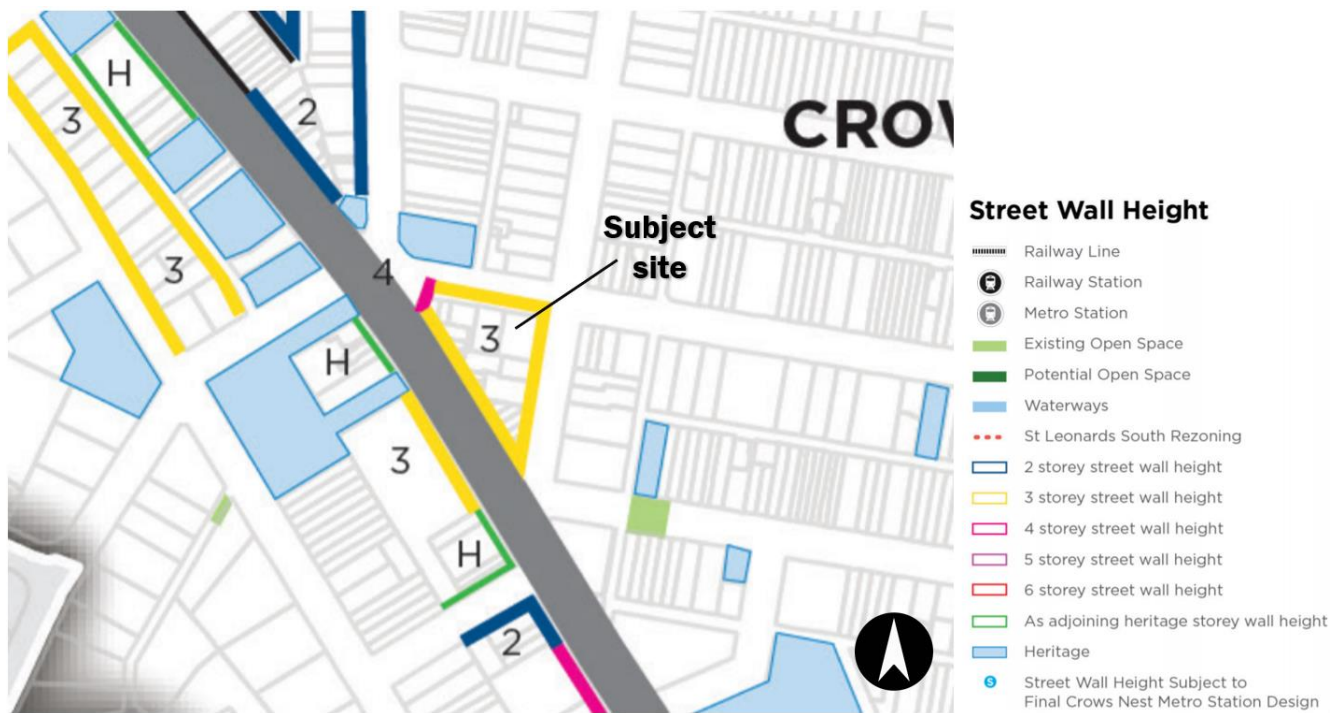 H
3
2
CROW
Subject
site
3
4
3
H
3
H
2
Street Wall Height
Railway Line
Railway Station
Metro Station
Existing Open Space
Potential Open Space
Waterways
St Leonards South Rezoning
2 storey street wall height
3 storey street wall height
4 storey street wall height
5 storey street wall height
6 storey street wall height
As adjoining heritage storey wall height
Heritage
S
Street Wall Height Subject to
Final Crows Nest Metro Station Design